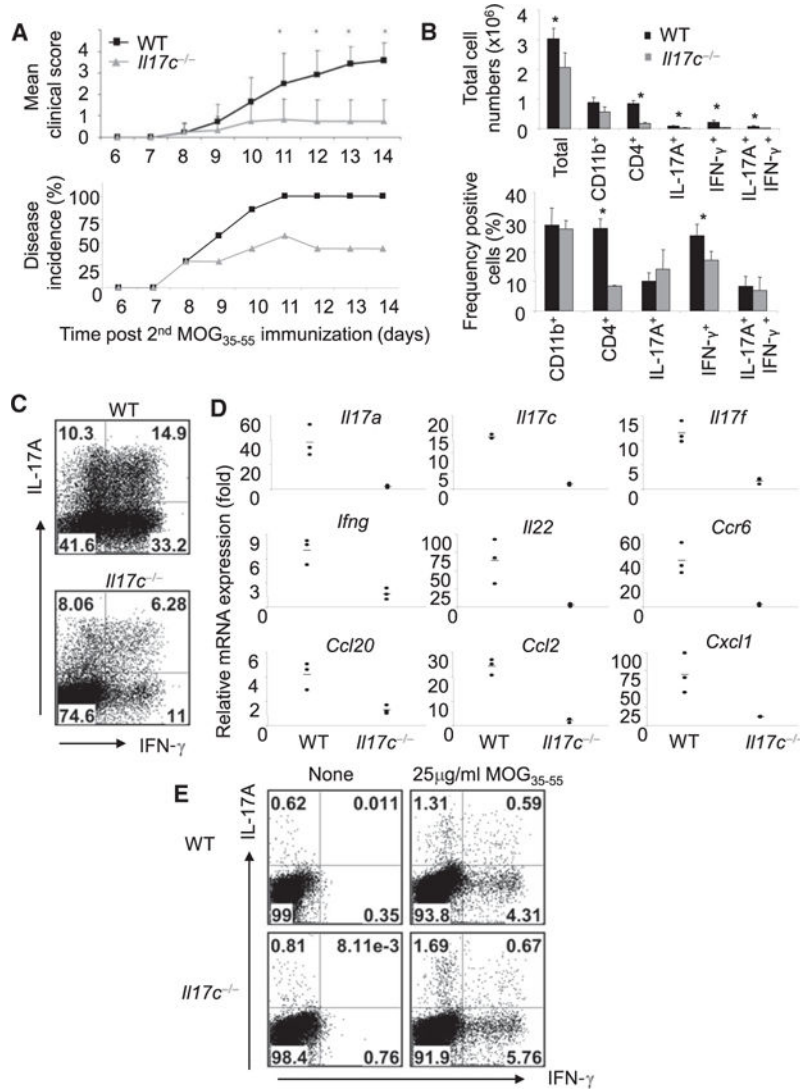 A
WT
Il17c–/–
* * * *
Mean clinical score
4
3
2
1
0
6 7 8 9 10 11 12 13 14
Disease incidence (%)
100
75
50
25
0
6 7 8 9 10 11 12 13 14
Time post 2nd MOG35-55 immunization (days)
B
WT
Il17c–/–
Total cell numbers (x10⁶)
4
3
2
1
0
* * * * *
Total
CD11b+
CD4+
IL-17A+
IFN-γ+
IL-17A+ IFN-γ+
Frequency positive cells (%)
40
30
20
10
0
* *
CD11b+
CD4+
IL-17A+
IFN-γ+
IL-17A+ IFN-γ+
C
WT
IL-17A
10.3 14.9
41.6 33.2
Il17c–/–
8.06 6.28
74.6 11
IFN-γ
D
Relative mRNA expression (fold)
Il17a
60
40
20
0
Il17c
20
15
10
5
0
Il17f
15
10
5
0
Ifng
9
6
3
0
Il22
100
75
50
25
0
Ccr6
60
40
20
0
Ccl20
6
4
2
0
Ccl2
30
20
10
0
Cxcl1
100
75
50
25
0
WT Il17c–/– WT Il17c–/– WT Il17c–/–
E
None 25μg/ml MOG35-55
IL-17A
WT
0.62 0.011
99 0.35
1.31 0.59
93.8 4.31
Il17c–/–
0.81 8.11e-3
98.4 0.76
1.69 0.67
91.9 5.76
IFN-γ